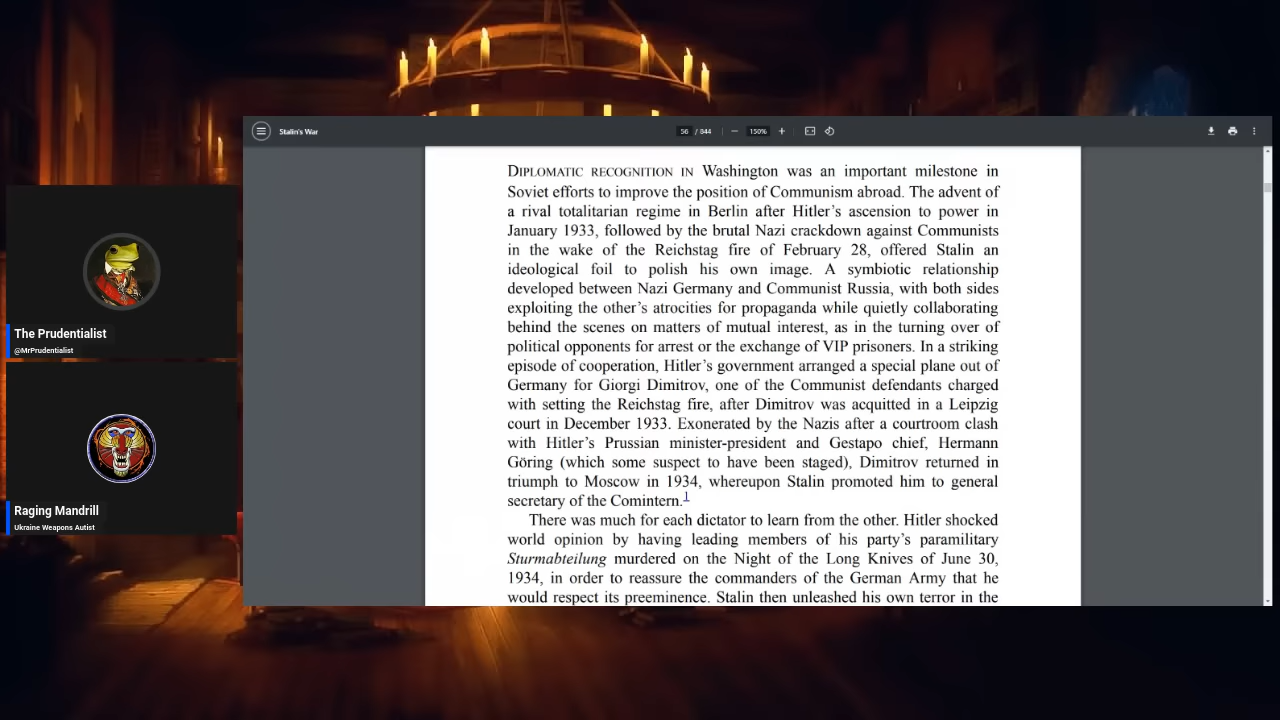 Stalin's War
56 / 844
150%
DIPLOMATIC RECOGNITION IN Washington was an important milestone in
Soviet efforts to improve the position of Communism abroad. The advent of
a rival totalitarian regime in Berlin after Hitler’s ascension to power in
January 1933, followed by the brutal Nazi crackdown against Communists
in the wake of the Reichstag fire of February 28, offered Stalin an
ideological foil to polish his own image. A symbiotic relationship
developed between Nazi Germany and Communist Russia, with both sides
exploiting the other’s atrocities for propaganda while quietly collaborating
behind the scenes on matters of mutual interest, as in the turning over of
political opponents for arrest or the exchange of VIP prisoners. In a striking
episode of cooperation, Hitler’s government arranged a special plane out of
Germany for Giorgi Dimitrov, one of the Communist defendants charged
with setting the Reichstag fire, after Dimitrov was acquitted in a Leipzig
court in December 1933. Exonerated by the Nazis after a courtroom clash
with Hitler’s Prussian minister-president and Gestapo chief, Hermann
Göring (which some suspect to have been staged), Dimitrov returned in
triumph to Moscow in 1934, whereupon Stalin promoted him to general
secretary of the Comintern.1
There was much for each dictator to learn from the other. Hitler shocked
world opinion by having leading members of his party’s paramilitary
Sturmabteilung murdered on the Night of the Long Knives of June 30,
1934, in order to reassure the commanders of the German Army that he
would respect its preeminence. Stalin then unleashed his own terror in the
The Prudentialist
@MrPrudentialist
Raging Mandrill
Ukraine Weapons Autist